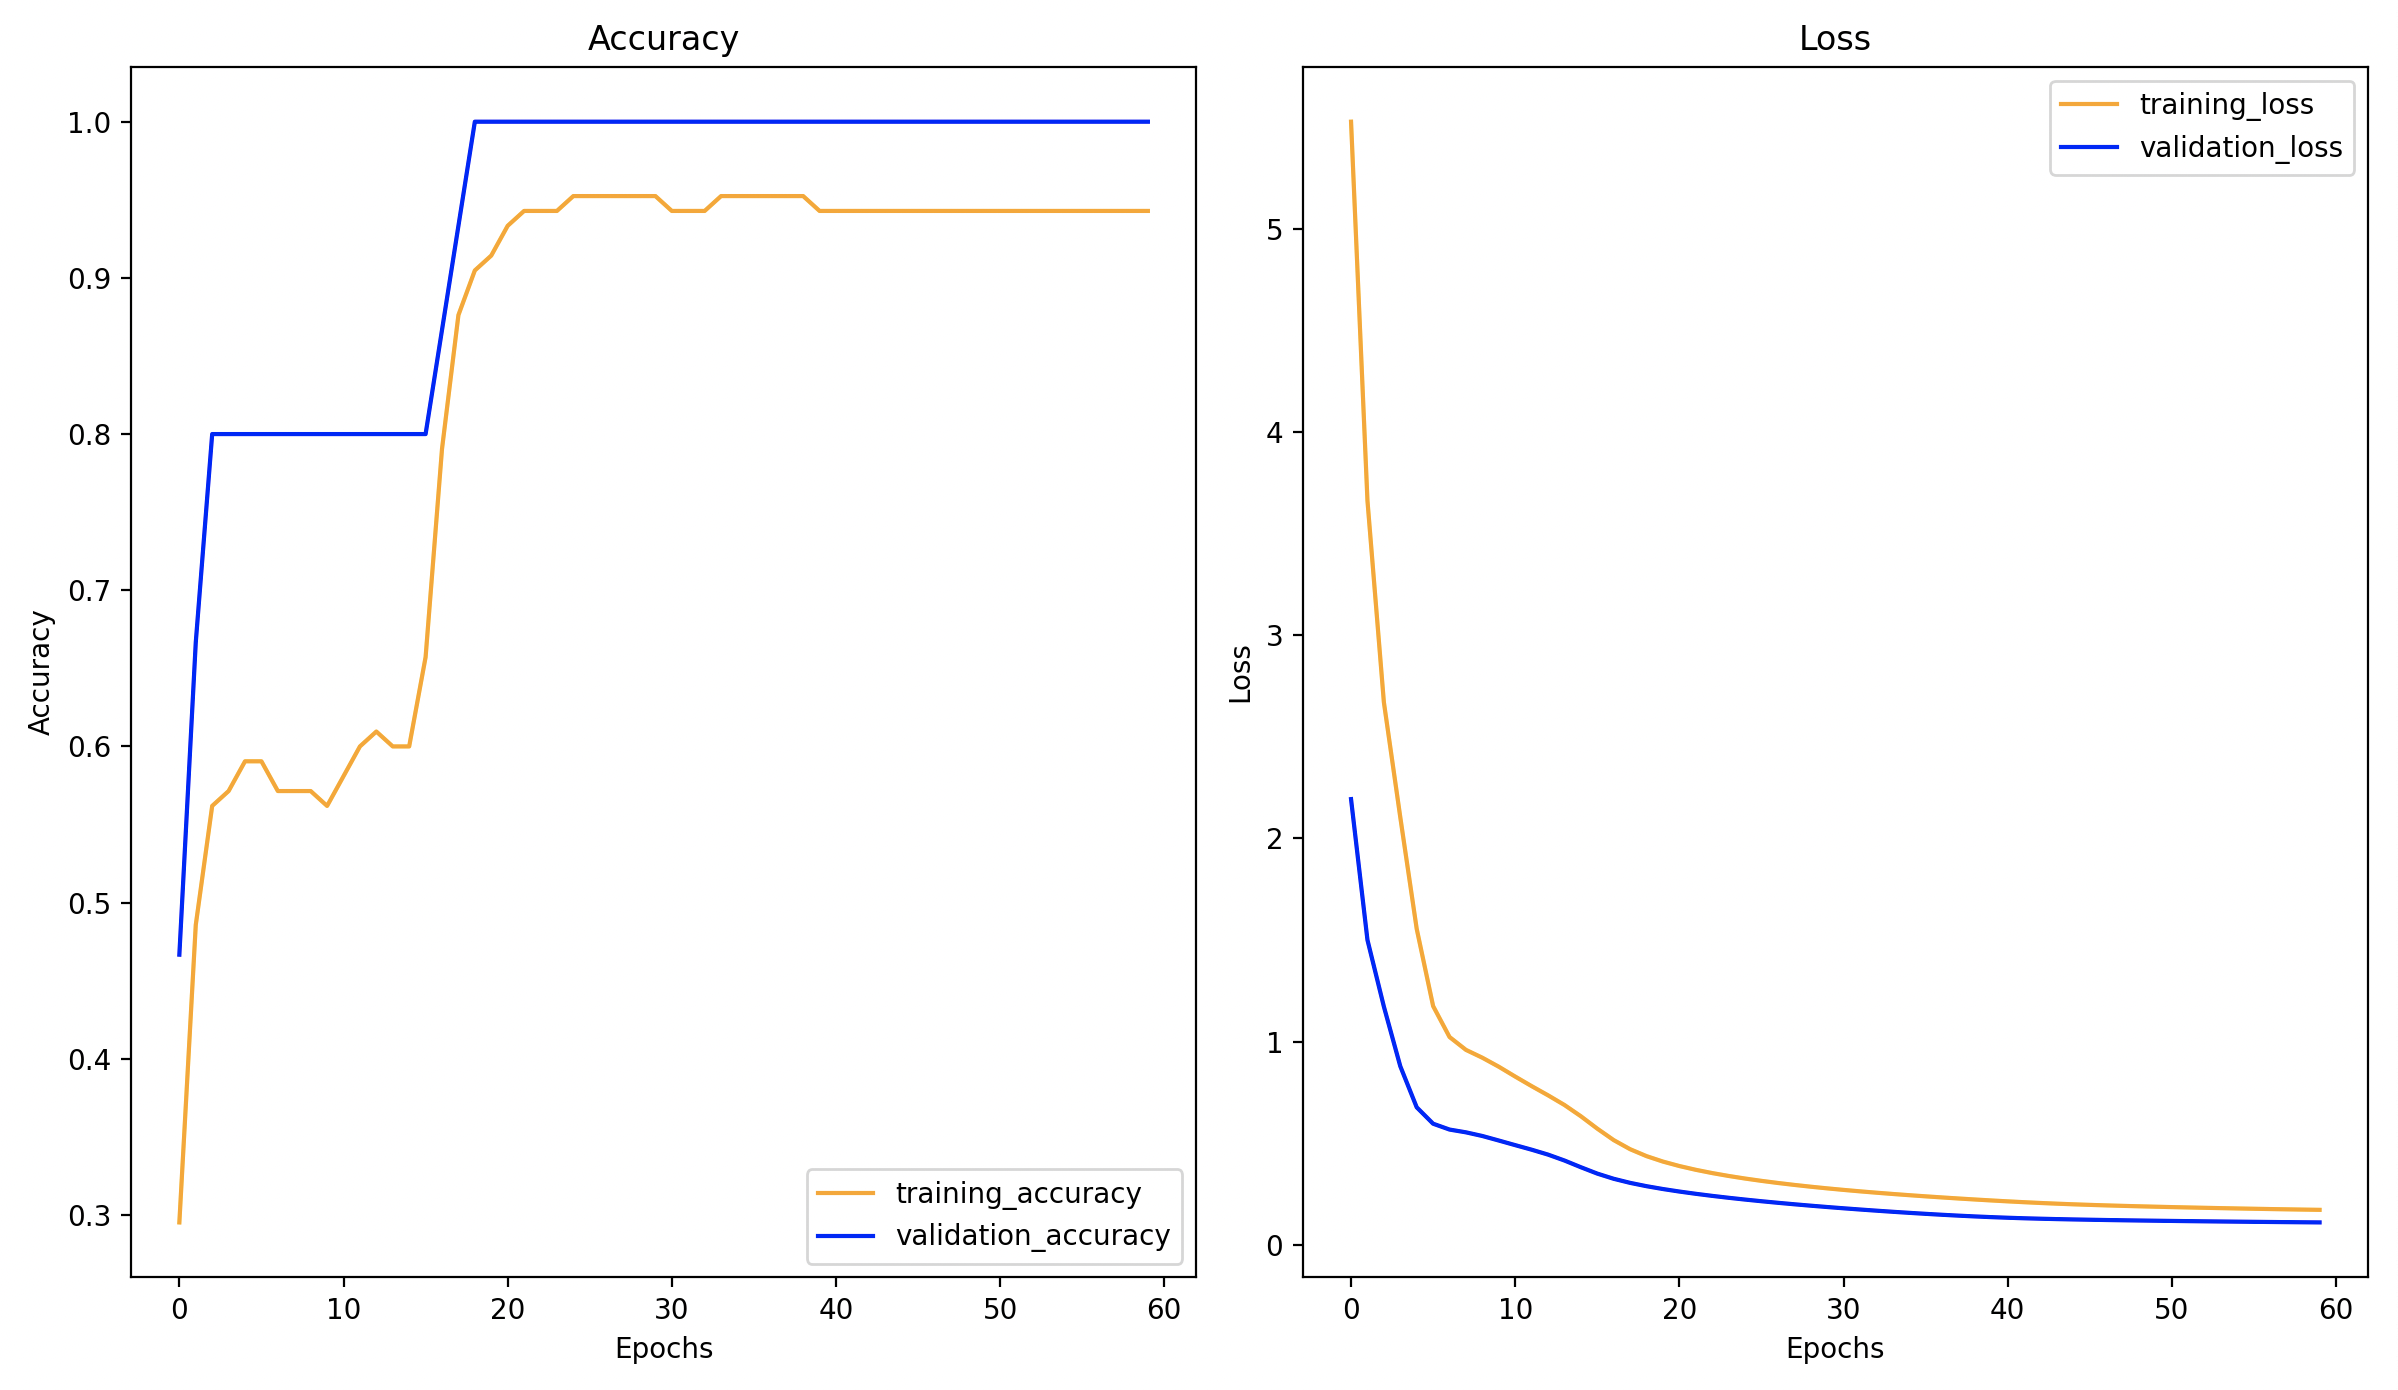 Accuracy
1.0
0.9
0.8
0.7
0.6
0.5
0.4
0.3
Accuracy
training_accuracy
validation_accuracy
0 10 20 30 40 50 60
Epochs
Loss
training_loss
validation_loss
5
4
3
2
1
0
Loss
0 10 20 30 40 50 60
Epochs